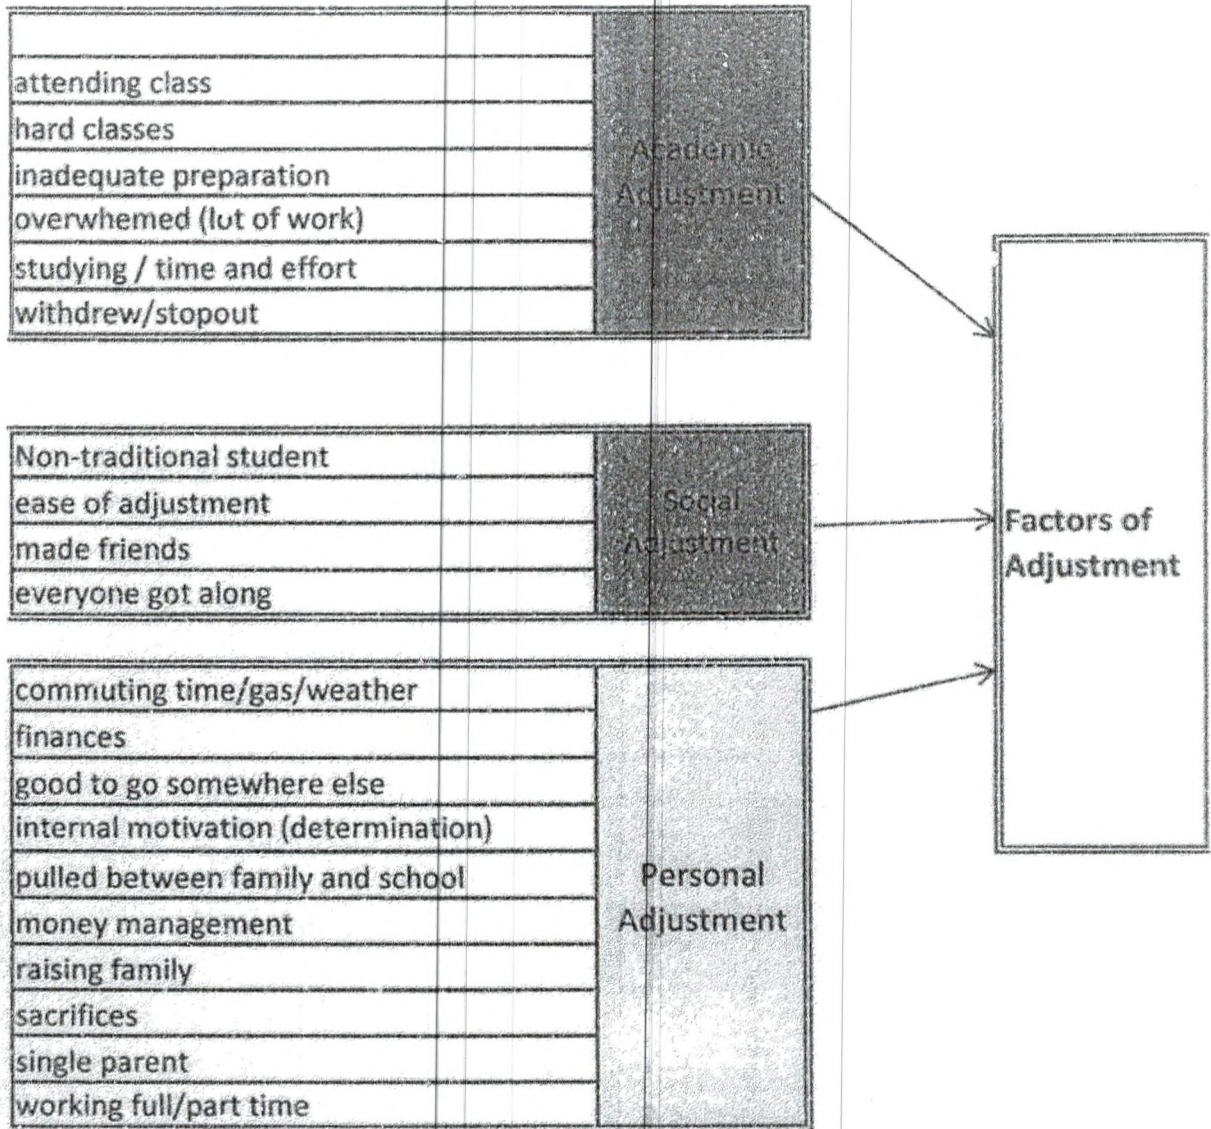 attending class
hard classes
inadequate preparation
overwhemed (lot of work)
studying / time and effort
withdrew/stopout
Academic
Adjustment
Non-traditional student
ease of adjustment
made friends
everyone got along
Social
Adjustment
commuting time/gas/weather
finances
good to go somewhere else
internal motivation (determination)
pulled between family and school
money management
raising family
sacrifices
single parent
working full/part time
Personal
Adjustment
Factors of
Adjustment